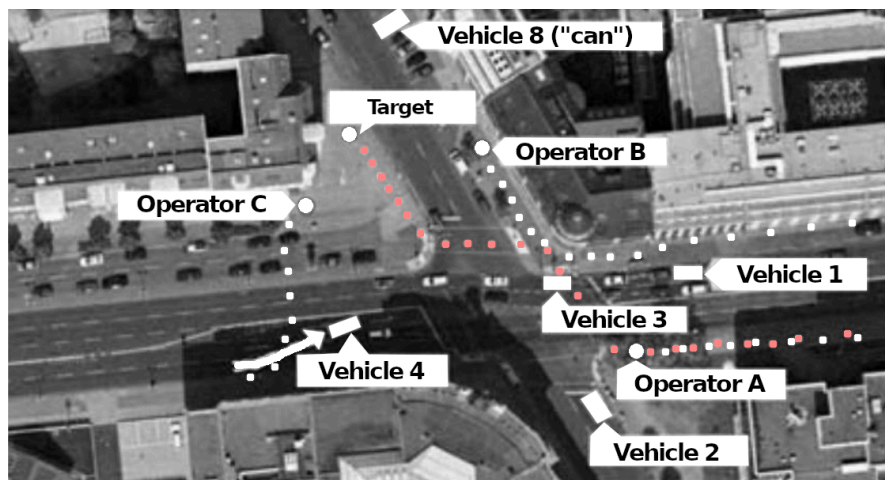 Vehicle 8 ("can")
Target
Operator B
Operator C
Vehicle 1
Vehicle 3
Vehicle 4
Operator A
Vehicle 2